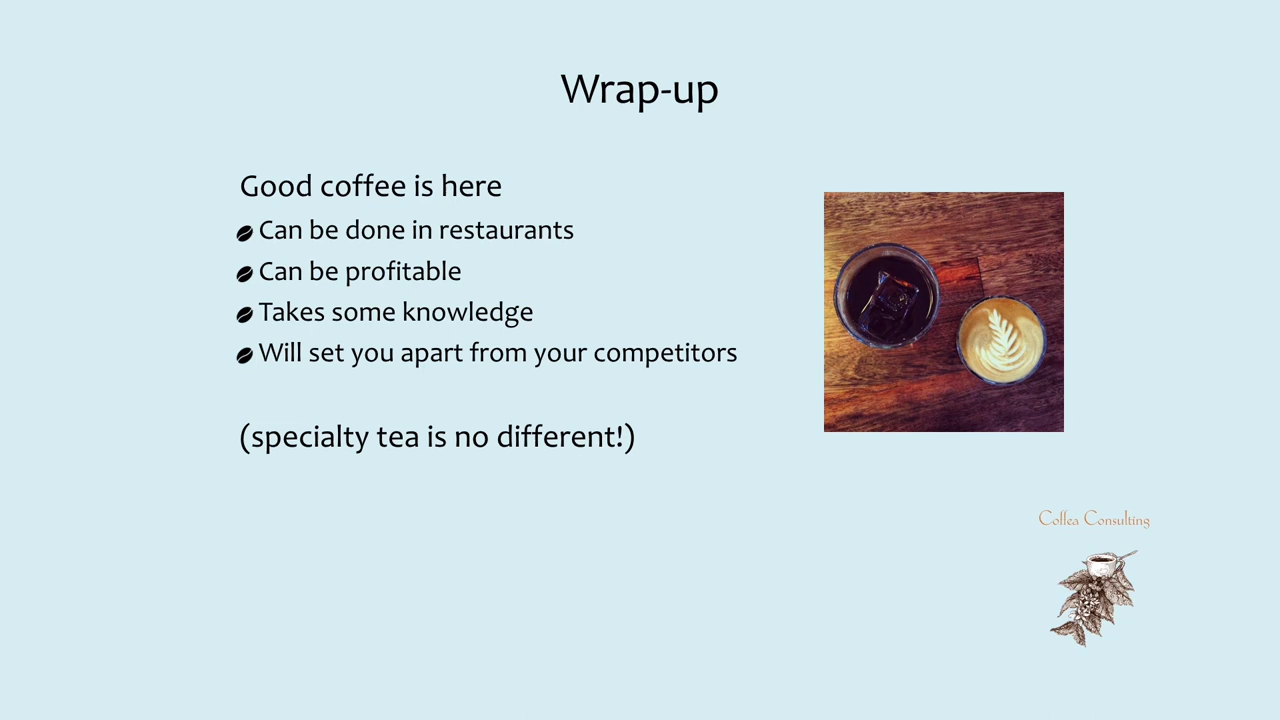 Wrap-up
Good coffee is here
Can be done in restaurants
Can be profitable
Takes some knowledge
Will set you apart from your competitors
(specialty tea is no different!)
Coffea Consulting